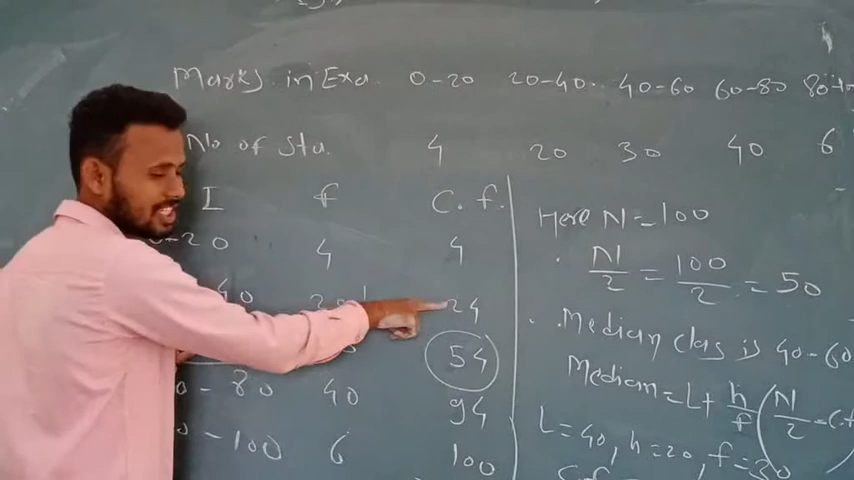 Marks in Exa. 0-20 20-40 40-60 60-80 80-
No of stu. 4 20 30 40 6
I f C.f.
0-20 4 4
40 20 24
54
0-80 40 94
0-100 6 100
Here N=100
N/2 = 100/2 = 50
Median class is 40-60
Median = L + h/f (N/2 - C.f
L=40, h=20, f=30
C.f